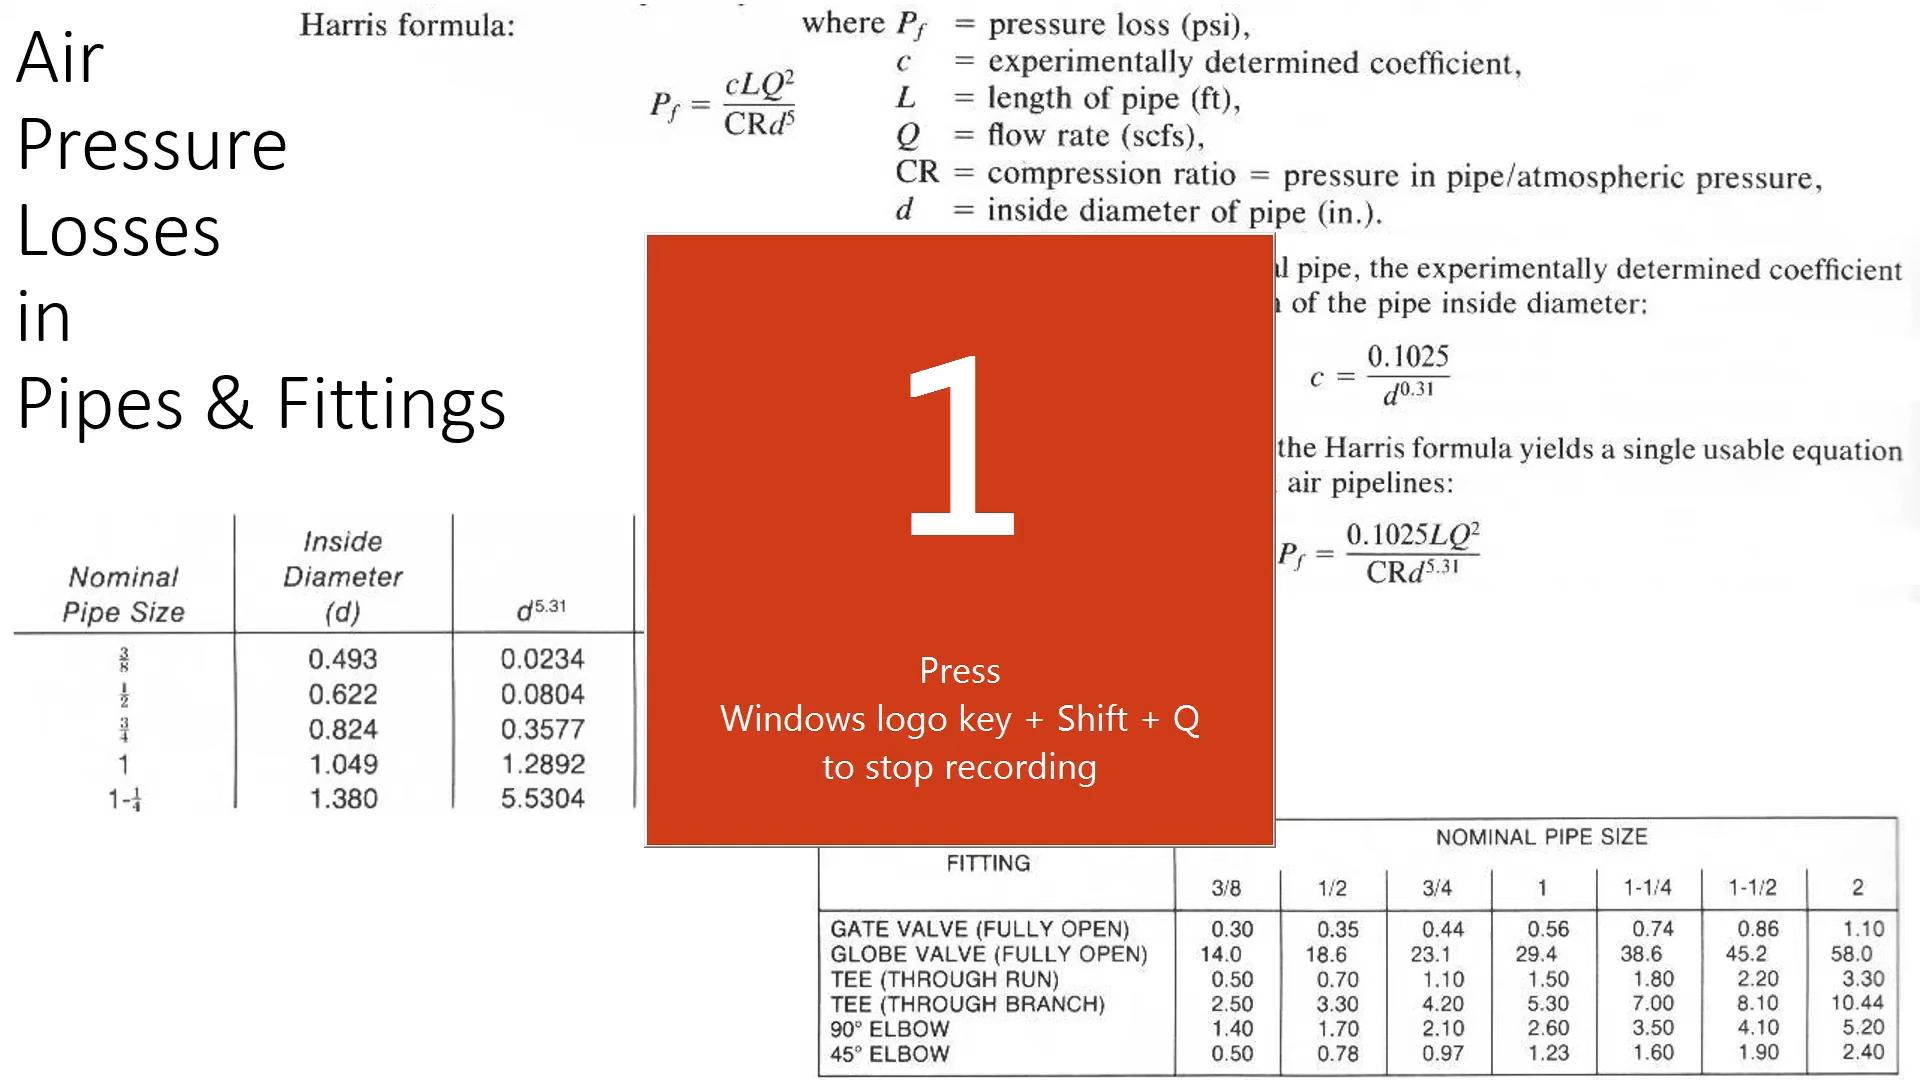 Air
Pressure
Losses
in
Pipes & Fittings
Harris formula:
P_f = cLQ² / CRd⁵
where P_f = pressure loss (psi),
c = experimentally determined coefficient,
L = length of pipe (ft),
Q = flow rate (scfs),
CR = compression ratio = pressure in pipe/atmospheric pressure,
d = inside diameter of pipe (in.).
pipe, the experimentally determined coefficient
of the pipe inside diameter:
c = 0.1025 / d^0.31
the Harris formula yields a single usable equation
air pipelines:
P_f = 0.1025LQ² / CRd^5.31
1
Press
Windows logo key + Shift + Q
to stop recording
Nominal Pipe Size | Inside Diameter (d) | d^5.31
3/8 0.493 0.0234
1/2 0.622 0.0804
3/4 0.824 0.3577
1 1.049 1.2892
1-1/4 1.380 5.5304
NOMINAL PIPE SIZE
FITTING
3/8 1/2 3/4 1 1-1/4 1-1/2 2
GATE VALVE (FULLY OPEN) 0.30 0.35 0.44 0.56 0.74 0.86 1.10
GLOBE VALVE (FULLY OPEN) 14.0 18.6 23.1 29.4 38.6 45.2 58.0
TEE (THROUGH RUN) 0.50 0.70 1.10 1.50 1.80 2.20 3.30
TEE (THROUGH BRANCH) 2.50 3.30 4.20 5.30 7.00 8.10 10.44
90° ELBOW 1.40 1.70 2.10 2.60 3.50 4.10 5.20
45° ELBOW 0.50 0.78 0.97 1.23 1.60 1.90 2.40